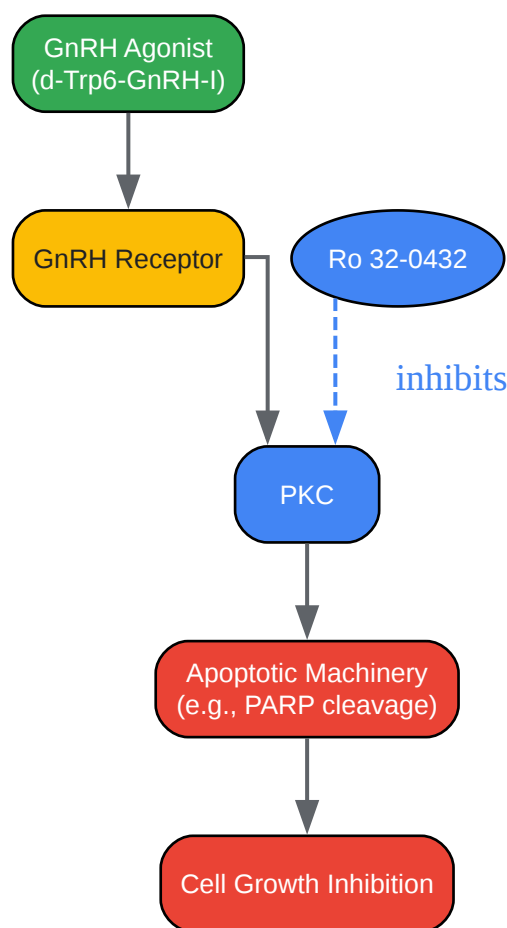 GnRH Agonist
(d-Trp6-GnRH-I)
GnRH Receptor
Ro 32-0432
inhibits
PKC
Apoptotic Machinery
(e.g., PARP cleavage)
Cell Growth Inhibition